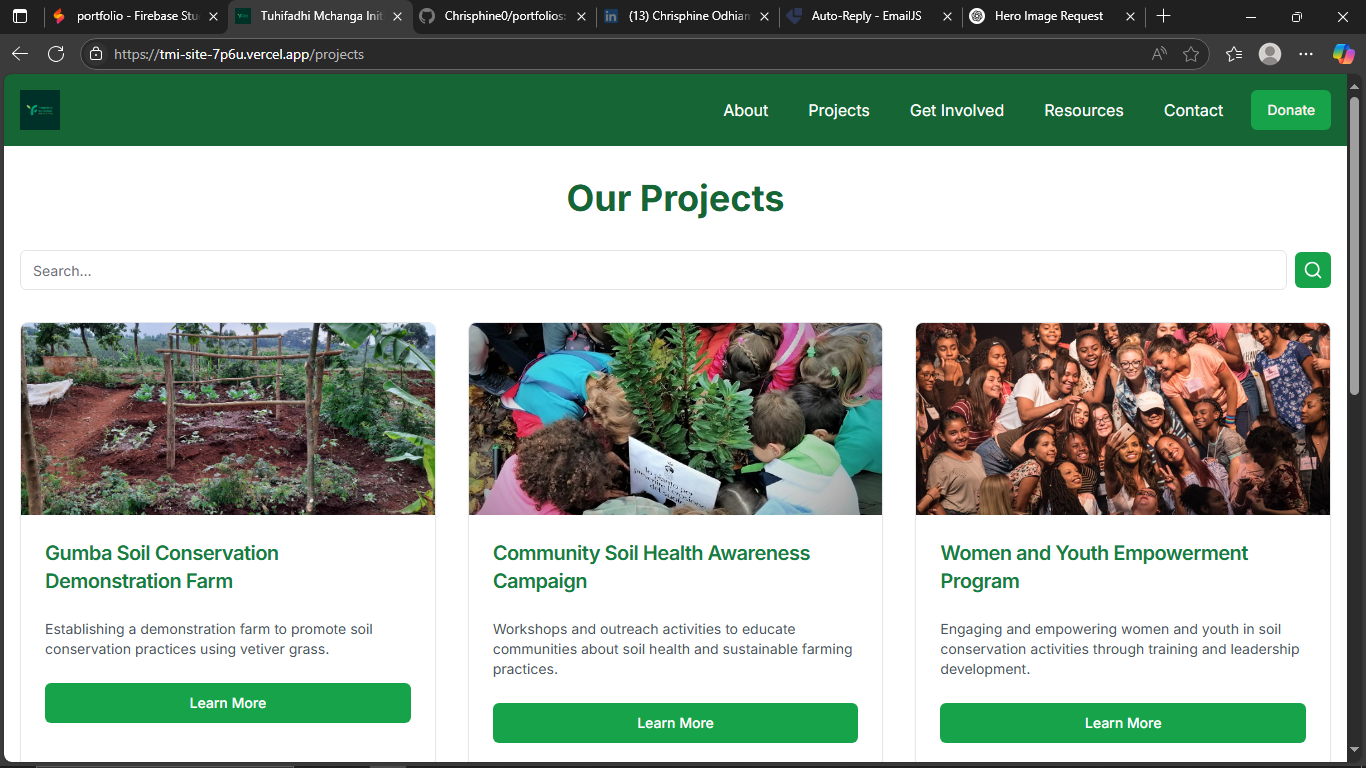 portfolio - Firebase Stu
Tuhifadhi Mchanga Init
Chrisphine0/portfolios
(13) Chrisphine Odhiam
Auto-Reply - EmailJS
Hero Image Request
https://tmi-site-7p6u.vercel.app/projects
About
Projects
Get Involved
Resources
Contact
Donate
Our Projects
Search...
Gumba Soil Conservation
Demonstration Farm
Establishing a demonstration farm to promote soil
conservation practices using vetiver grass.
Learn More
Community Soil Health Awareness
Campaign
Workshops and outreach activities to educate
communities about soil health and sustainable farming
practices.
Learn More
Women and Youth Empowerment
Program
Engaging and empowering women and youth in soil
conservation activities through training and leadership
development.
Learn More